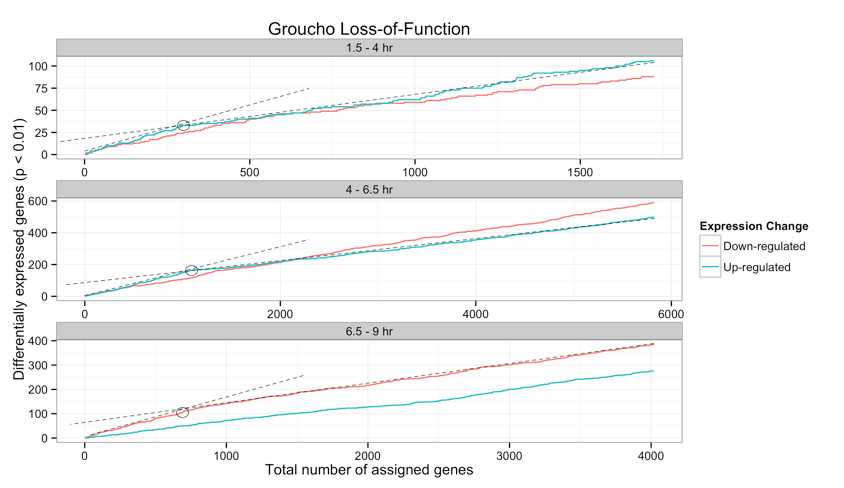 Groucho Loss-of-Function
1.5 - 4 hr
100
75
50
25
0
0 500 1000 1500
4 - 6.5 hr
600
400
200
0
0 2000 4000 6000
6.5 - 9 hr
400
300
200
100
0
0 1000 2000 3000 4000
Total number of assigned genes
Differentially expressed genes (p < 0.01)
Expression Change
Down-regulated
Up-regulated